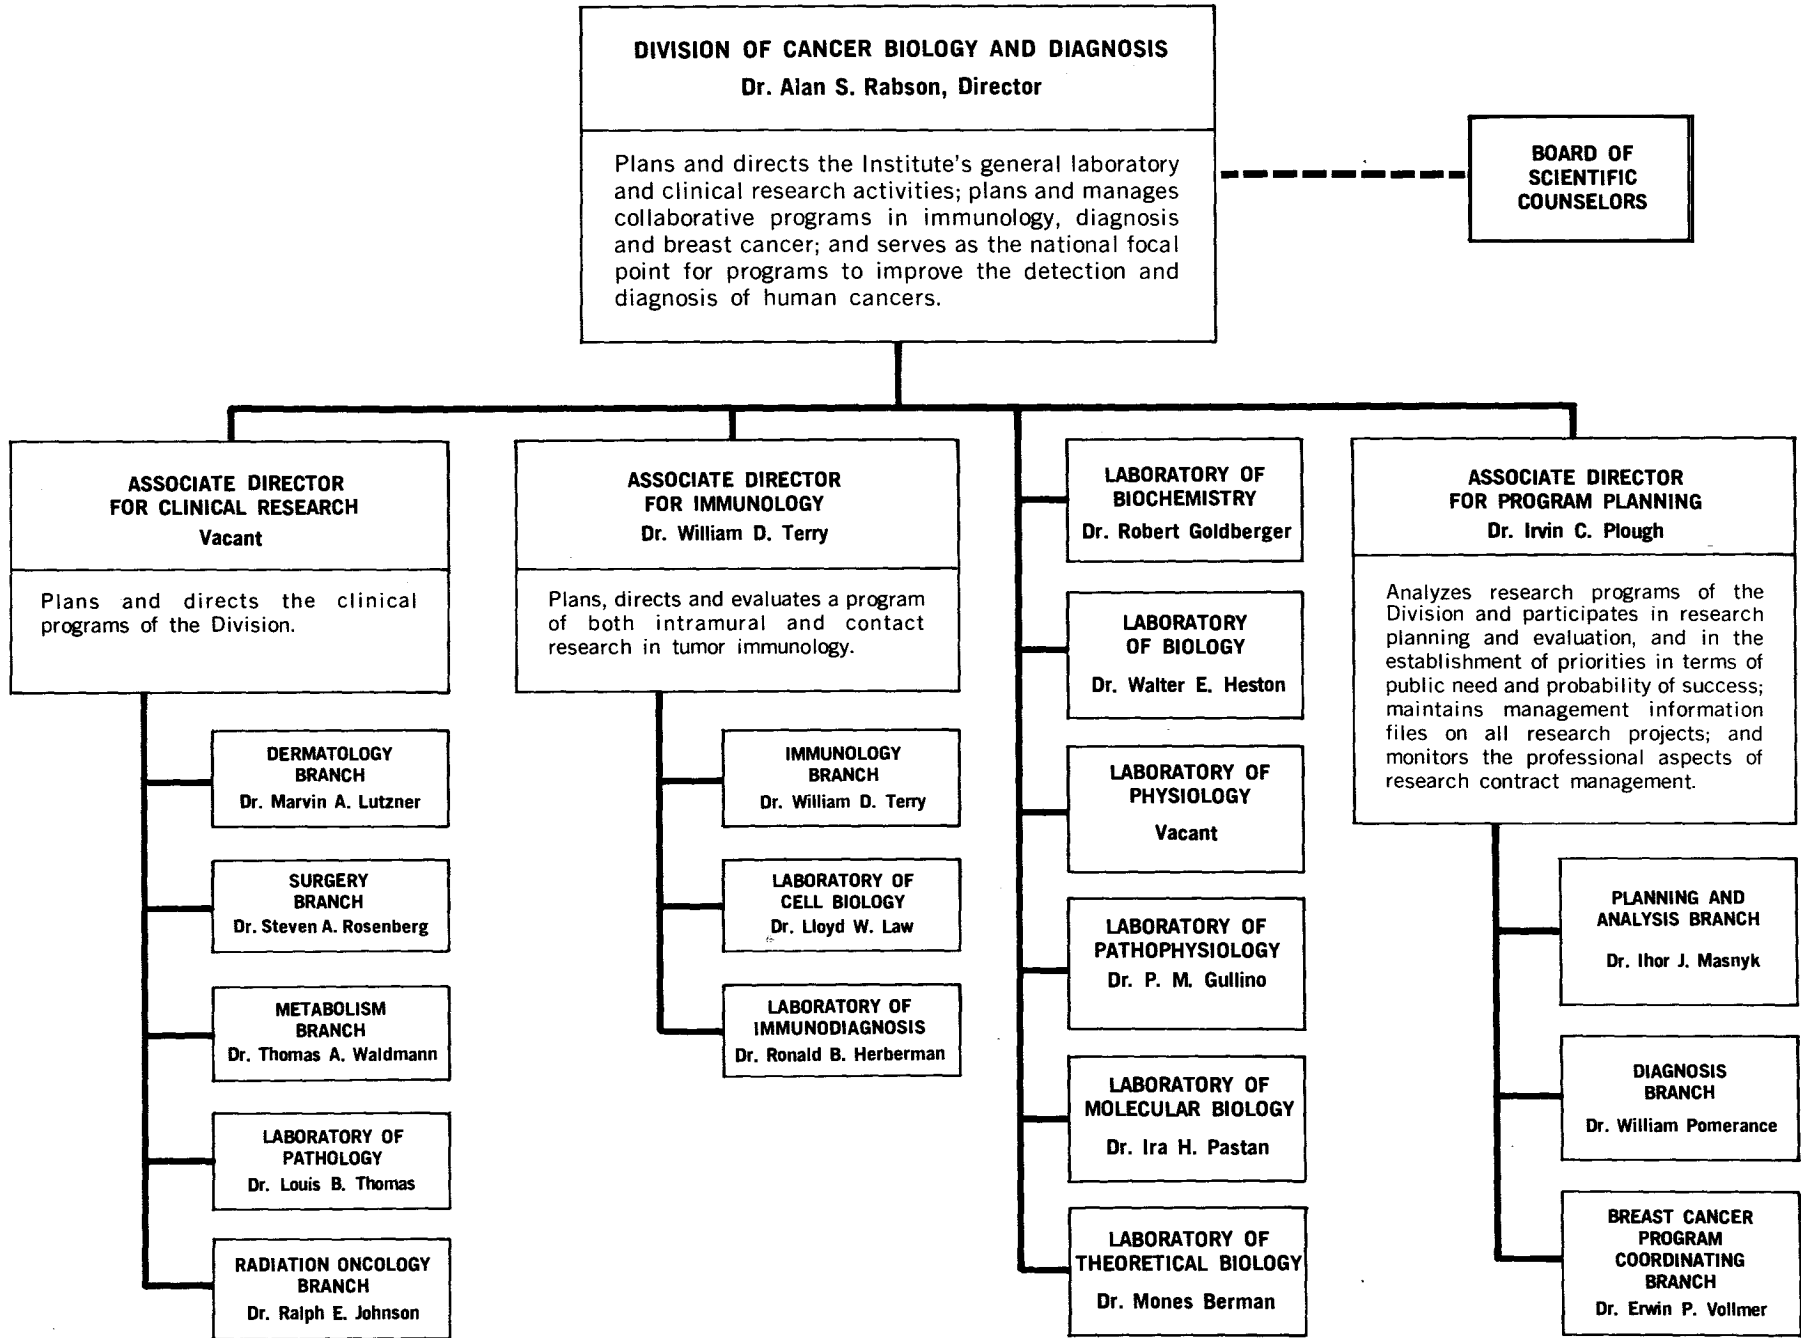 DIVISION OF CANCER BIOLOGY AND DIAGNOSIS
Dr. Alan S. Rabson, Director
Plans and directs the Institute's general laboratory
and clinical research activities; plans and manages
collaborative programs in immunology, diagnosis
and breast cancer; and serves as the national focal
point for programs to improve the detection and
diagnosis of human cancers.
BOARD OF
SCIENTIFIC
COUNSELORS
ASSOCIATE DIRECTOR
FOR CLINICAL RESEARCH
Vacant
Plans and directs the clinical
programs of the Division.
DERMATOLOGY
BRANCH
Dr. Marvin A. Lutzner
SURGERY
BRANCH
Dr. Steven A. Rosenberg
METABOLISM
BRANCH
Dr. Thomas A. Waldmann
LABORATORY OF
PATHOLOGY
Dr. Louis B. Thomas
RADIATION ONCOLOGY
BRANCH
Dr. Ralph E. Johnson
ASSOCIATE DIRECTOR
FOR IMMUNOLOGY
Dr. William D. Terry
Plans, directs and evaluates a program
of both intramural and contact
research in tumor immunology.
IMMUNOLOGY
BRANCH
Dr. William D. Terry
LABORATORY OF
CELL BIOLOGY
Dr. Lloyd W. Law
LABORATORY OF
IMMUNODIAGNOSIS
Dr. Ronald B. Herberman
LABORATORY OF
BIOCHEMISTRY
Dr. Robert Goldberger
LABORATORY
OF BIOLOGY
Dr. Walter E. Heston
LABORATORY OF
PHYSIOLOGY
Vacant
LABORATORY OF
PATHOPHYSIOLOGY
Dr. P. M. Gullino
LABORATORY OF
MOLECULAR BIOLOGY
Dr. Ira H. Pastan
LABORATORY OF
THEORETICAL BIOLOGY
Dr. Mones Berman
ASSOCIATE DIRECTOR
FOR PROGRAM PLANNING
Dr. Irvin C. Plough
Analyzes research programs of the
Division and participates in research
planning and evaluation, and in the
establishment of priorities in terms of
public need and probability of success;
maintains management information
files on all research projects; and
monitors the professional aspects of
research contract management.
PLANNING AND
ANALYSIS BRANCH
Dr. Ihor J. Masnyk
DIAGNOSIS
BRANCH
Dr. William Pomerance
BREAST CANCER
PROGRAM
COORDINATING
BRANCH
Dr. Erwin P. Vollmer